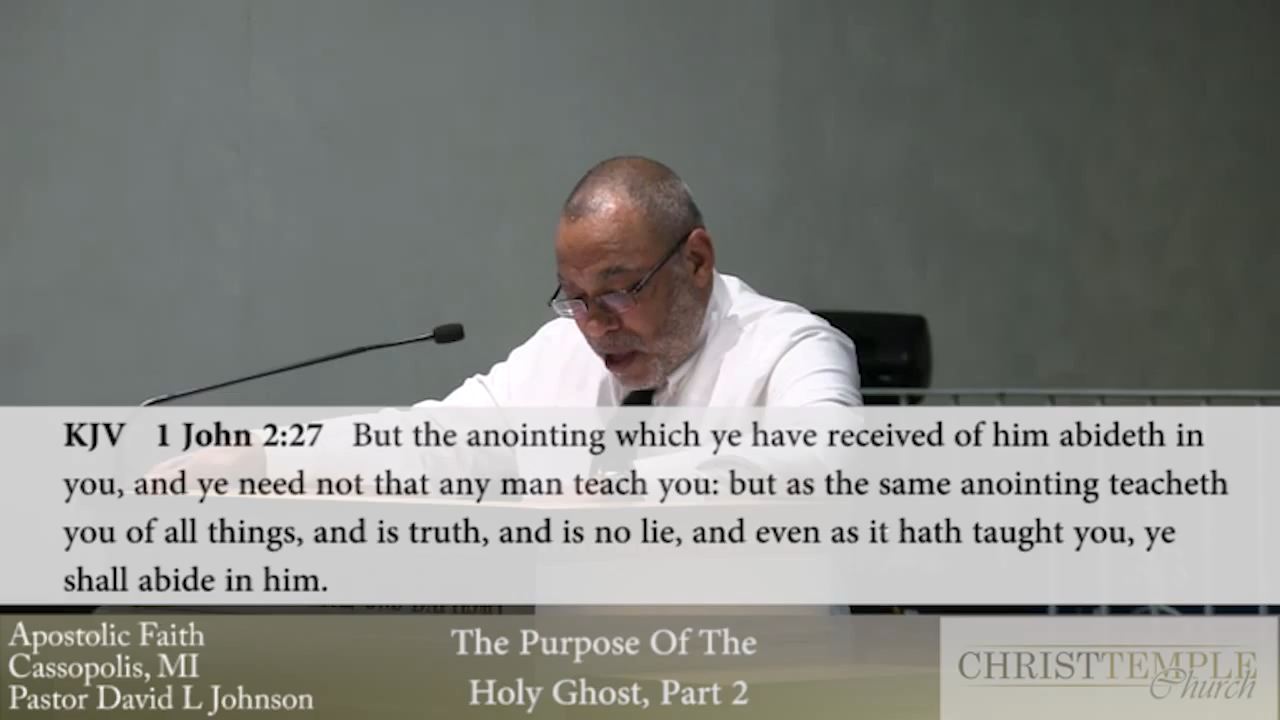 KJV 1 John 2:27 But the anointing which ye have received of him abideth in
you, and ye need not that any man teach you: but as the same anointing teacheth
you of all things, and is truth, and is no lie, and even as it hath taught you, ye
shall abide in him.
Apostolic Faith
Cassopolis, MI
Pastor David L Johnson
The Purpose Of The
Holy Ghost, Part 2
CHRISTTEMPLE
Church